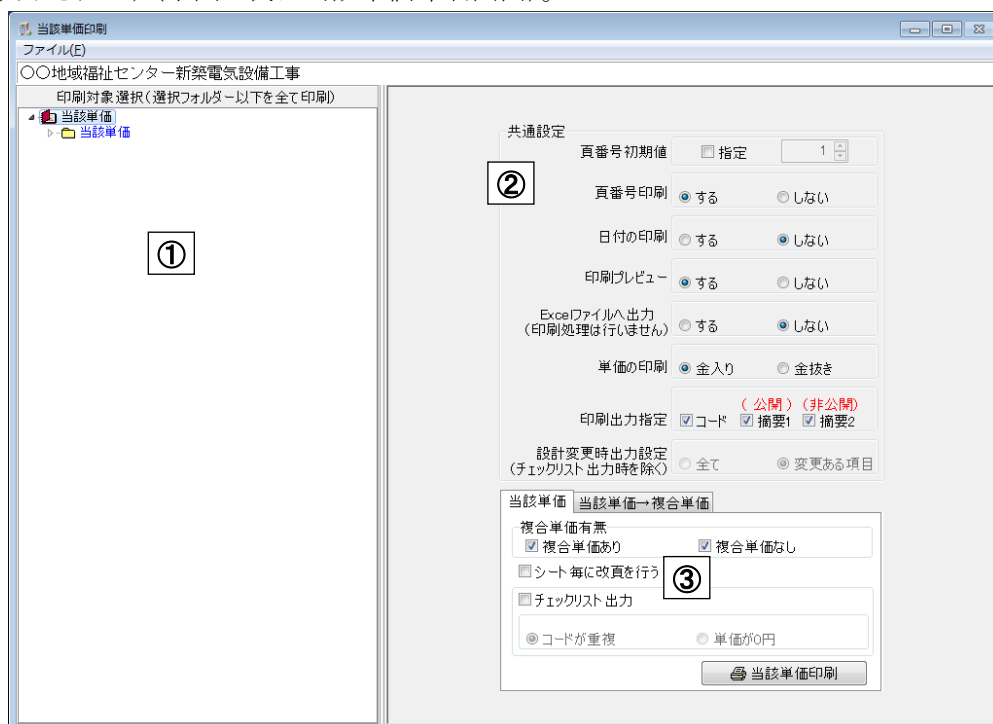 当該単価印刷
ファイル(F)
〇〇地域福祉センター新築電気設備工事
印刷対象選択(選択フォルダー以下を全て印刷)
当該単価
当該単価
①
共通設定
頁番号初期値 指定 1
②
頁番号印刷 する しない
日付の印刷 する しない
印刷プレビュー する しない
Excelファイルへ出力
(印刷処理は行いません) する しない
単価の印刷 金入り 金抜き
(公開) (非公開)
印刷出力指定 コード 摘要1 摘要2
設計変更時出力設定
(チェックリスト出力時を除く) 全て 変更ある項目
当該単価 当該単価→複合単価
複合単価有無
複合単価あり 複合単価なし
シート毎に改頁を行う
③
チェックリスト出力
コードが重複 単価が0円
当該単価印刷